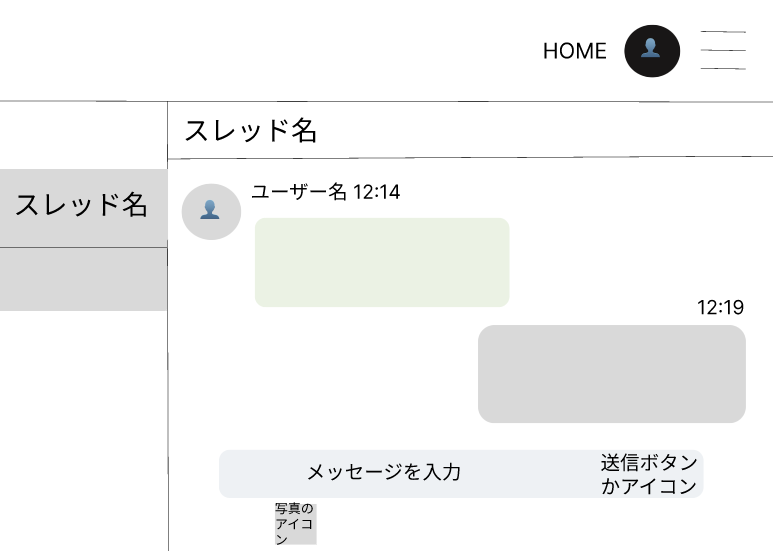 HOME
スレッド名
スレッド名
ユーザー名 12:14
12:19
メッセージを入力
送信ボタン
かアイコン
写真の
アイコ
ン